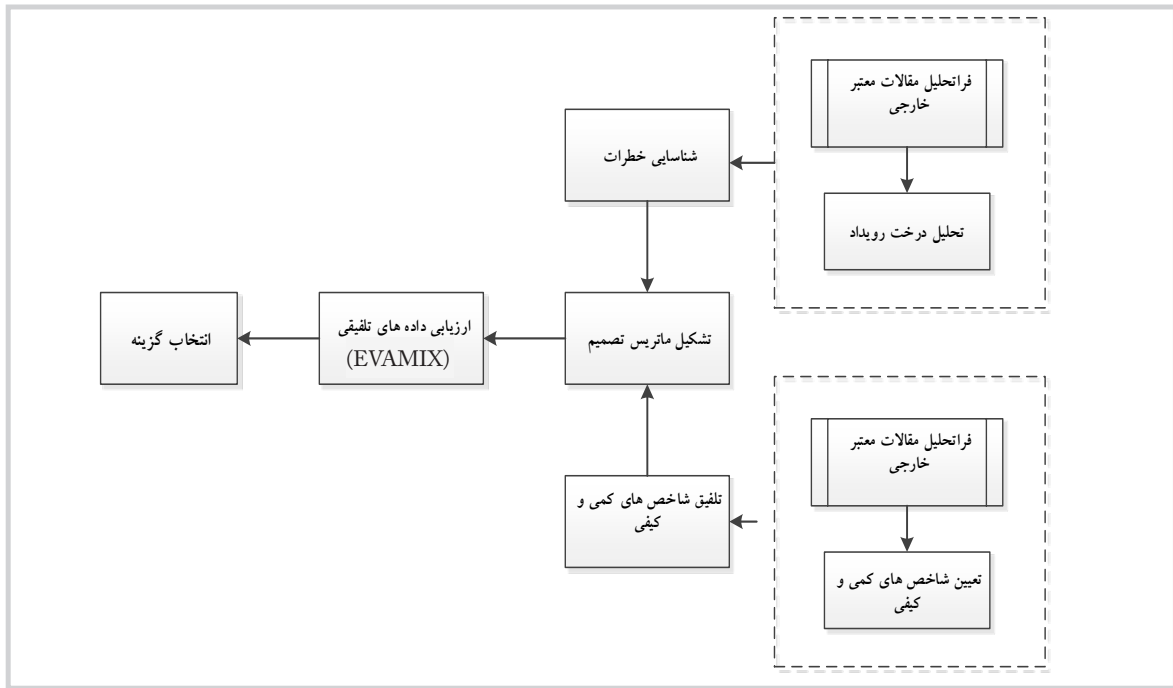 فراتحلیل مقالات معتبر
خارجی
شناسایی خطرات
تحلیل درخت رویداد
تشکیل ماتریس تصمیم
ارزیابی داده های تلفیقی
(EVAMIX)
انتخاب گزینه
فراتحلیل مقالات معتبر
خارجی
تلفیق شاخص های کمی و
کیفی
تعیین شاخص های کمی و
کیفی